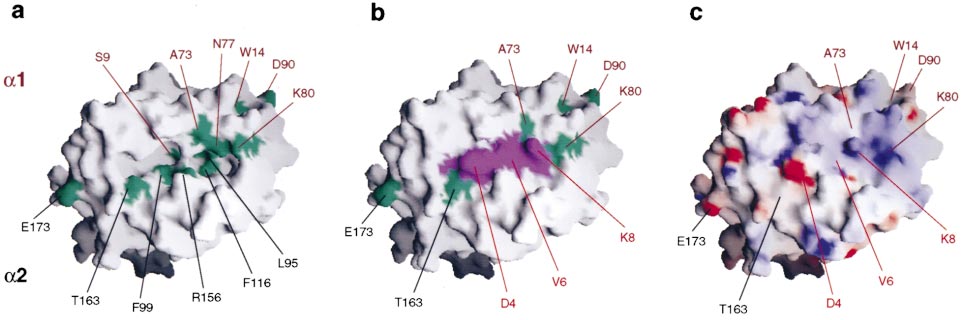 a
b
c
N77
A73
W14
S9
D90
K80
α1
E173
α2
T163
F99
R156
F116
L95
A73
W14
D90
K80
K8
V6
D4
T163
A73
W14
D90
K80
E173
K8
V6
D4
T163